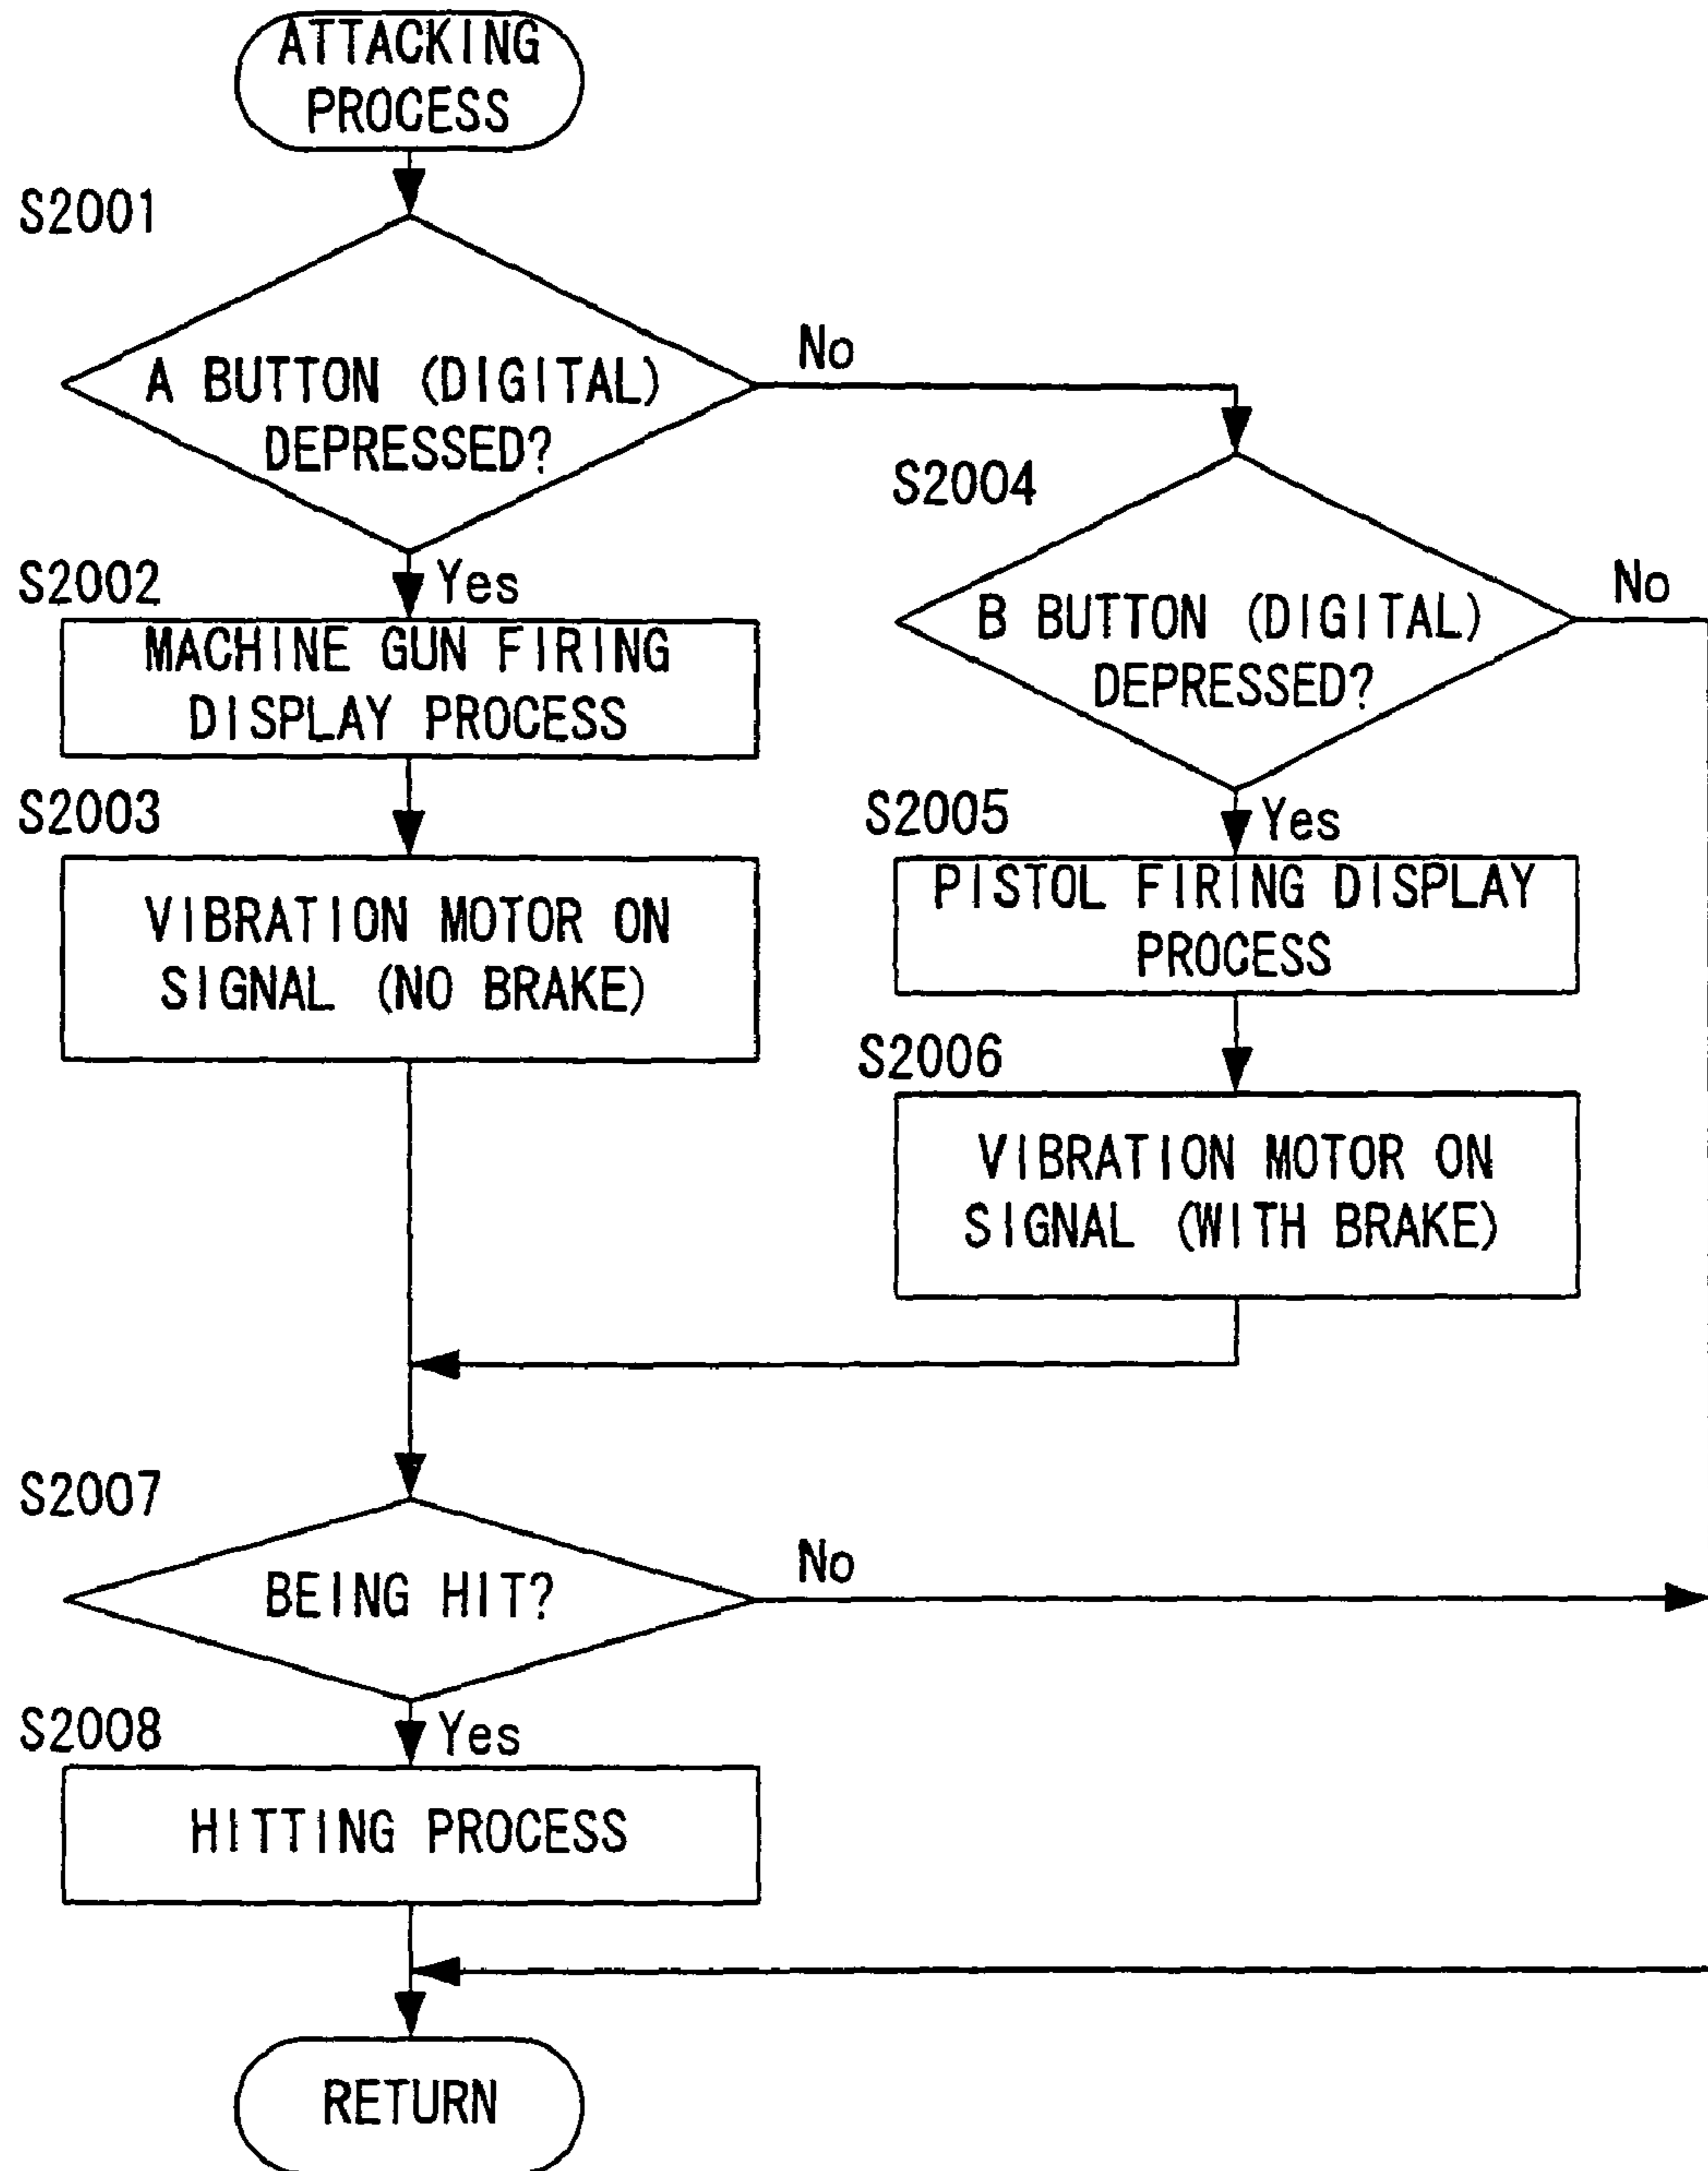 ATTACKING
PROCESS
S2001
A BUTTON (DIGITAL)
DEPRESSED?
No
Yes
S2002
MACHINE GUN FIRING
DISPLAY PROCESS
S2003
VIBRATION MOTOR ON
SIGNAL (NO BRAKE)
S2004
B BUTTON (DIGITAL)
DEPRESSED?
No
Yes
S2005
PISTOL FIRING DISPLAY
PROCESS
S2006
VIBRATION MOTOR ON
SIGNAL (WITH BRAKE)
S2007
BEING HIT?
No
Yes
S2008
HITTING PROCESS
RETURN